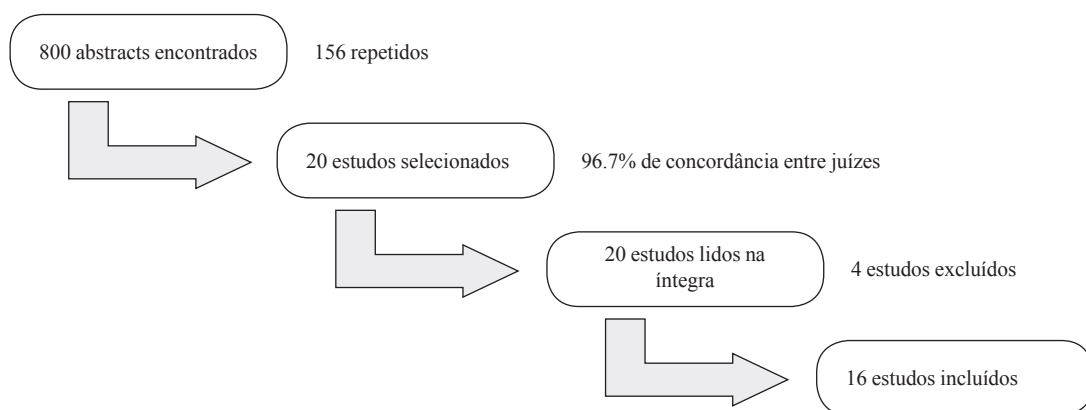 800 abstracts encontrados
156 repetidos
20 estudos selecionados
96.7% de concordância entre juízes
20 estudos lidos na
íntegra
4 estudos excluídos
16 estudos incluídos